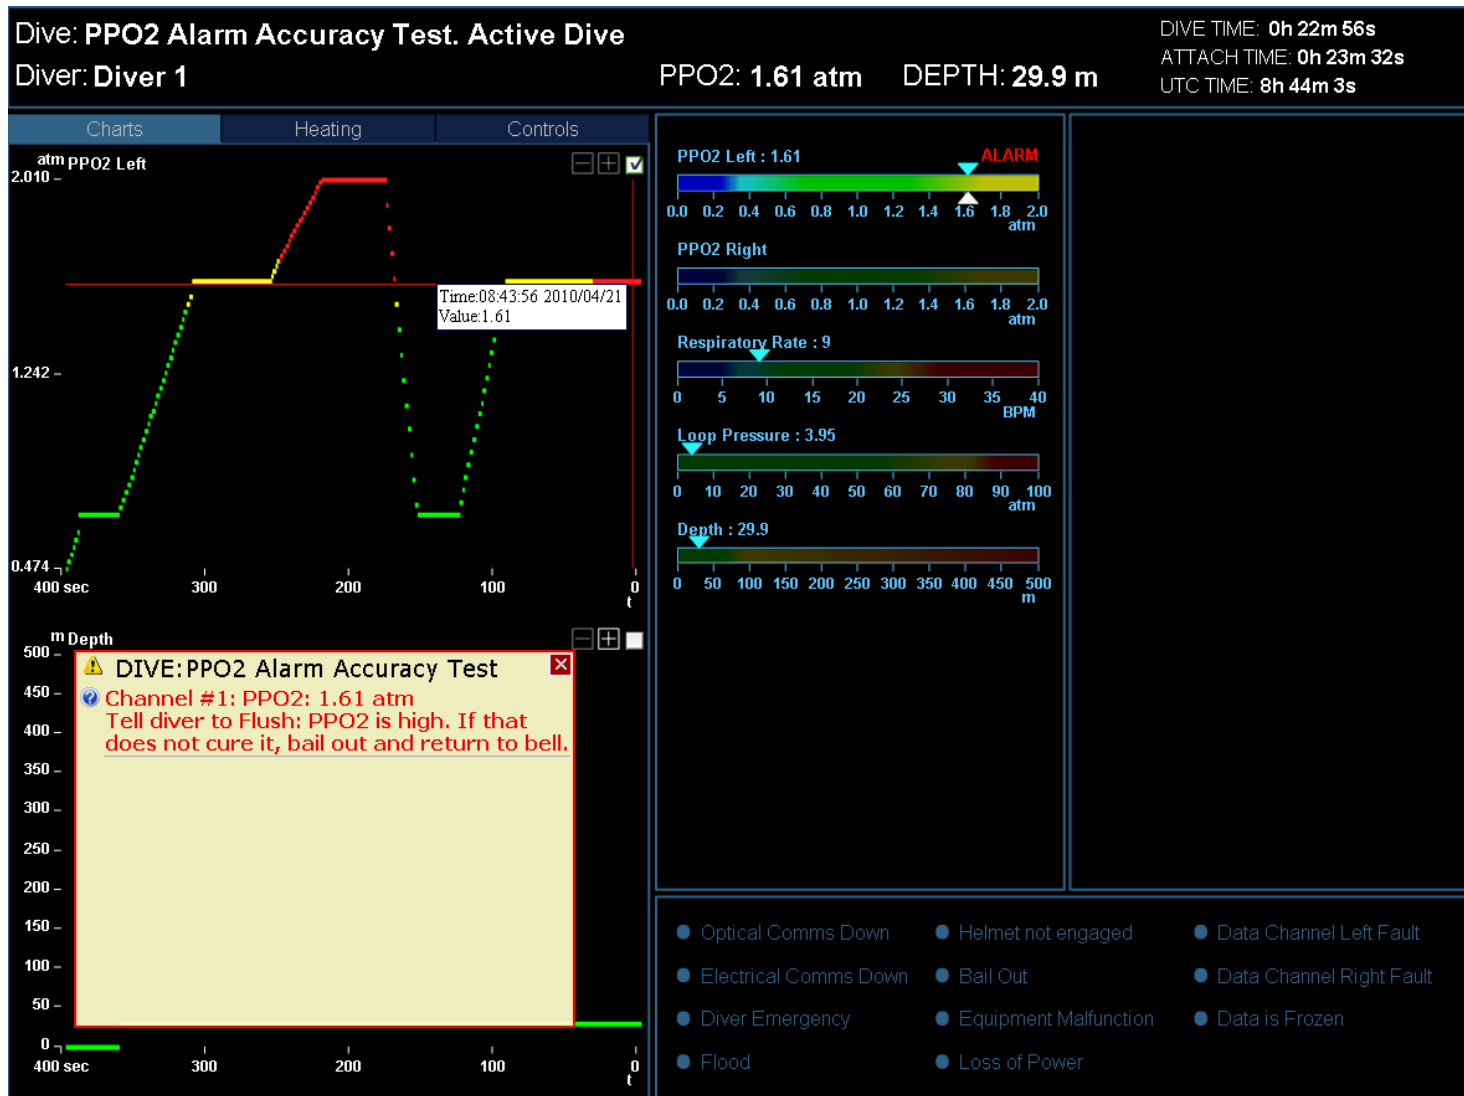 Dive: PPO2 Alarm Accuracy Test. Active Dive
Diver: Diver 1
PPO2: 1.61 atm
DEPTH: 29.9 m
DIVE TIME: 0h 22m 56s
ATTACH TIME: 0h 23m 32s
UTC TIME: 8h 44m 3s
Charts
Heating
Controls
atm PPO2 Left
2.010
1.242
0.474
Time:08:43:56 2010/04/21
Value:1.61
400 sec 300 200 100 0
t
m Depth
500
450
400
350
300
250
200
150
100
50
0
DIVE:PPO2 Alarm Accuracy Test
Channel #1: PPO2: 1.61 atm
Tell diver to Flush: PPO2 is high. If that
does not cure it, bail out and return to bell.
400 sec 300 200 100 0
t
PPO2 Left : 1.61 ALARM
0.0 0.2 0.4 0.6 0.8 1.0 1.2 1.4 1.6 1.8 2.0
atm
PPO2 Right
0.0 0.2 0.4 0.6 0.8 1.0 1.2 1.4 1.6 1.8 2.0
atm
Respiratory Rate : 9
0 5 10 15 20 25 30 35 40
BPM
Loop Pressure : 3.95
0 10 20 30 40 50 60 70 80 90 100
atm
Depth : 29.9
0 50 100 150 200 250 300 350 400 450 500
m
Optical Comms Down
Helmet not engaged
Data Channel Left Fault
Electrical Comms Down
Bail Out
Data Channel Right Fault
Diver Emergency
Equipment Malfunction
Data is Frozen
Flood
Loss of Power